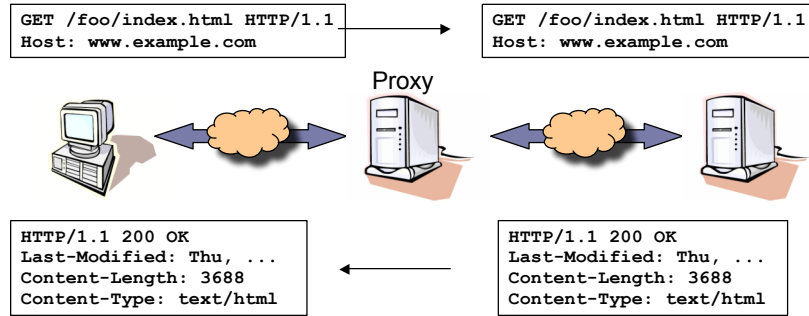 GET /foo/index.html HTTP/1.1
Host: www.example.com
GET /foo/index.html HTTP/1.1
Host: www.example.com
Proxy
HTTP/1.1 200 OK
Last-Modified: Thu, ...
Content-Length: 3688
Content-Type: text/html
HTTP/1.1 200 OK
Last-Modified: Thu, ...
Content-Length: 3688
Content-Type: text/html